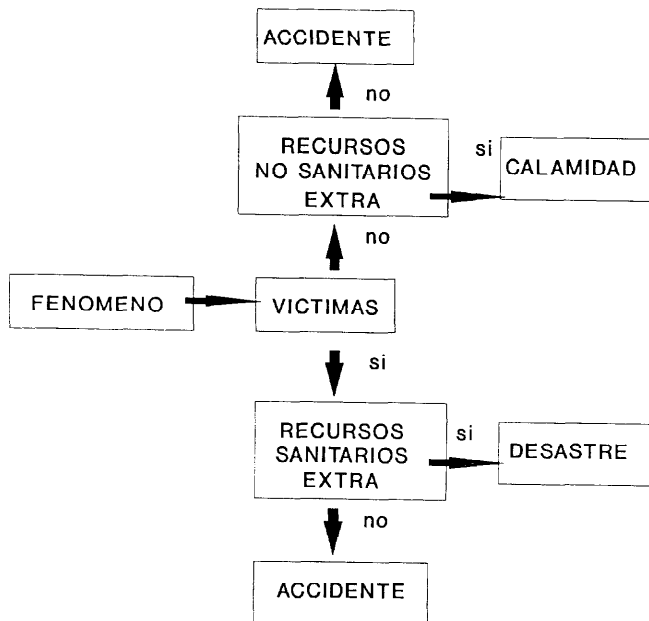 ACCIDENTE
no
RECURSOS
NO SANITARIOS
EXTRA
si
CALAMIDAD
no
FENOMENO
VICTIMAS
si
RECURSOS
SANITARIOS
EXTRA
si
DESASTRE
no
ACCIDENTE